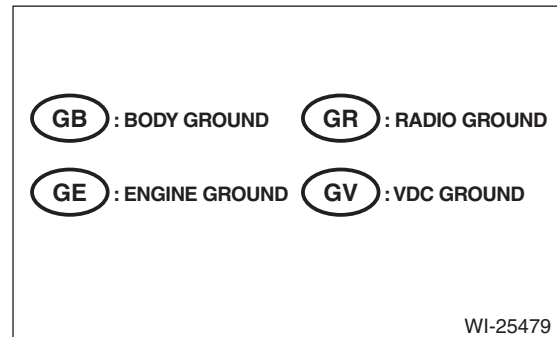 GB : BODY GROUND GR : RADIO GROUND
GE : ENGINE GROUND GV : VDC GROUND
WI-25479